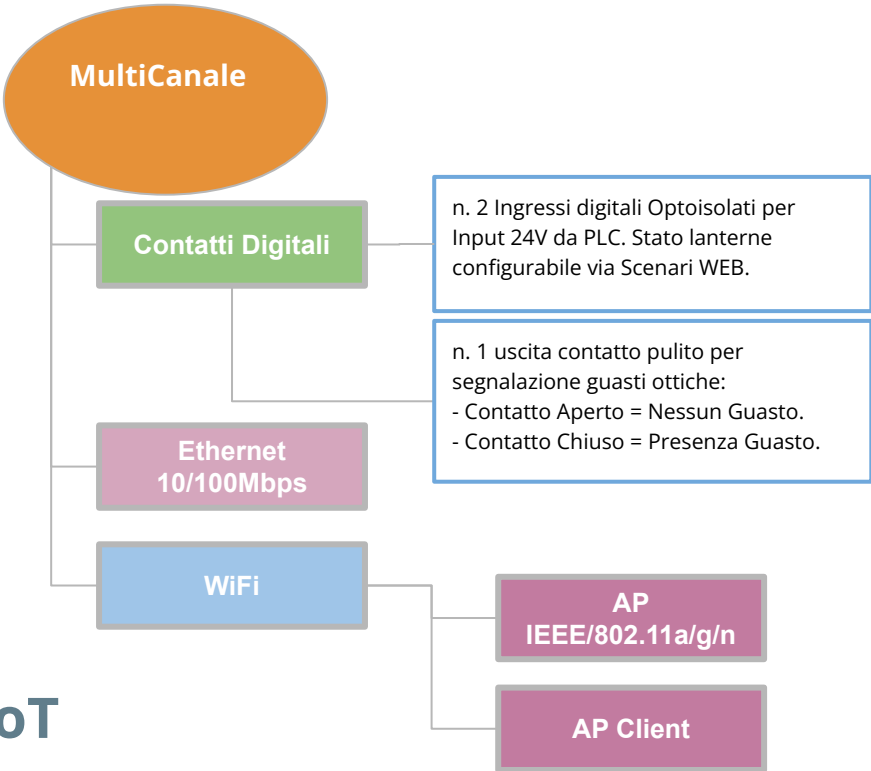 MultiCanale
Contatti Digitali
n. 2 Ingressi digitali Optoisolati per
Input 24V da PLC. Stato lanterne
configurabile via Scenari WEB.
n. 1 uscita contatto pulito per
segnalazione guasti ottiche:
- Contatto Aperto = Nessun Guasto.
- Contatto Chiuso = Presenza Guasto.
Ethernet
10/100Mbps
WiFi
AP
IEEE/802.11a/g/n
AP Client
oT